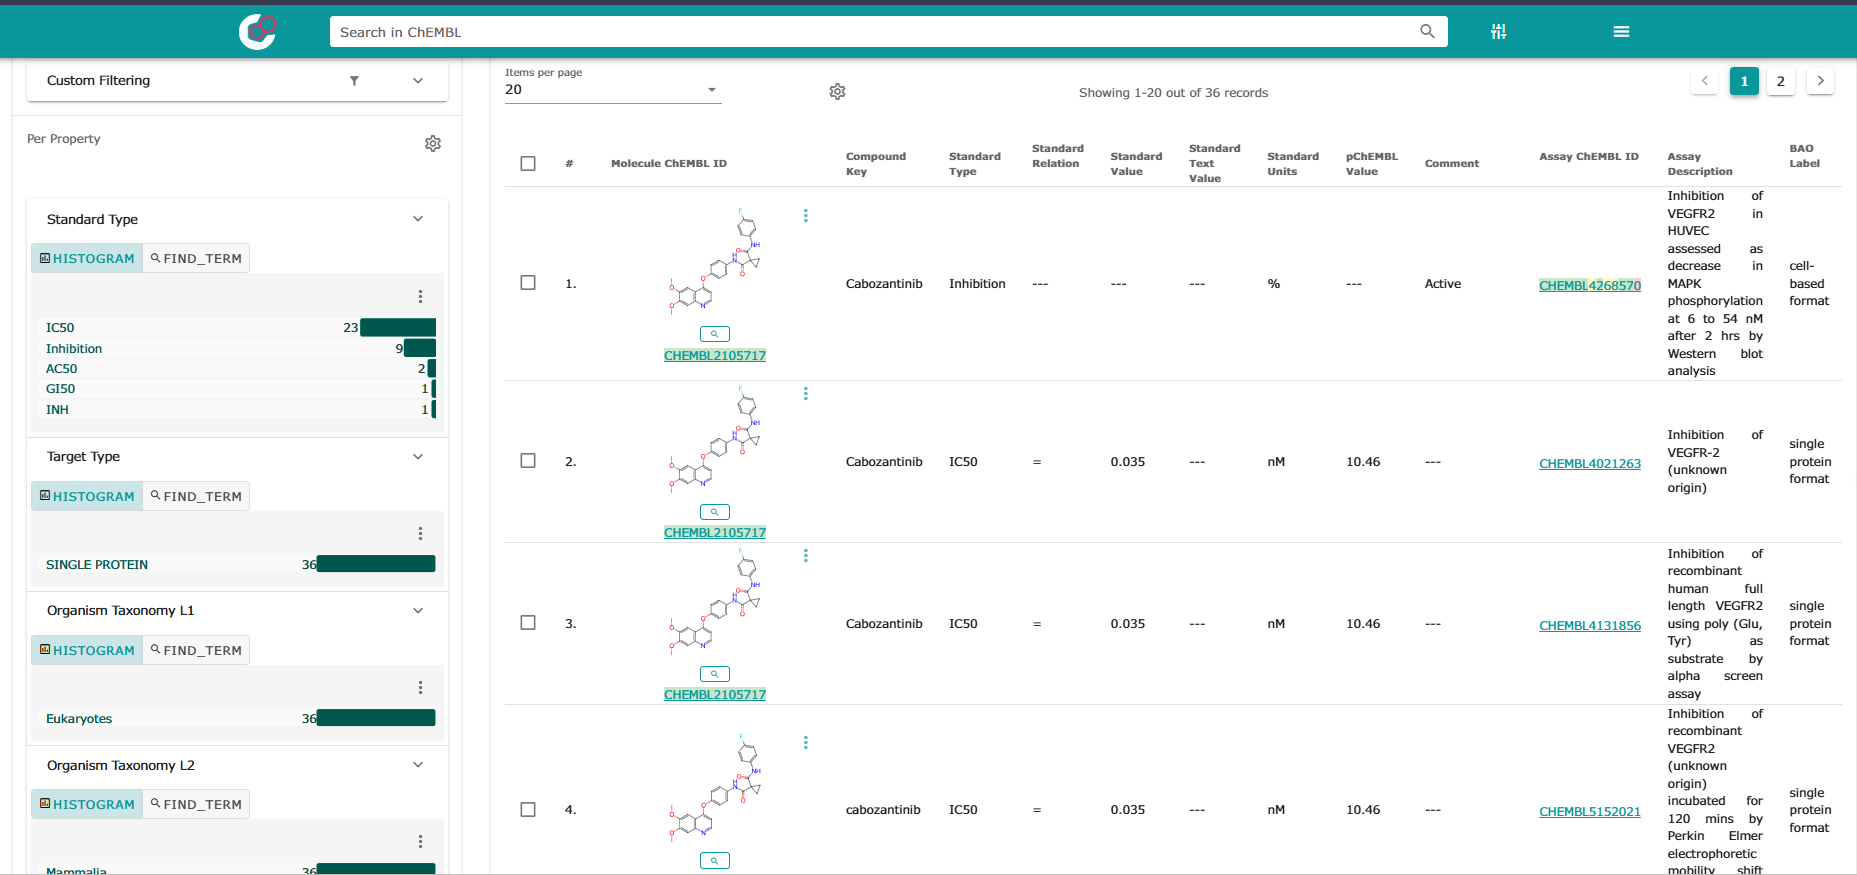 Search in ChEMBL
Custom Filtering
Per Property
Standard Type
HISTOGRAM FIND_TERM
IC50 23
Inhibition 9
AC50 2
GI50 1
INH 1
Target Type
HISTOGRAM FIND_TERM
SINGLE PROTEIN 36
Organism Taxonomy L1
HISTOGRAM FIND_TERM
Eukaryotes 36
Organism Taxonomy L2
HISTOGRAM FIND_TERM
Mammalia 36
Items per page
20
Showing 1-20 out of 36 records
1 2
# Molecule ChEMBL ID
Compound
Key
Standard
Type
Standard
Relation
Standard
Value
Standard
Text
Value
Standard
Units
pChEMBL
Value
Comment
Assay ChEMBL ID
Assay
Description
BAO
Label
1.
F
NH
H
N
O
O
O
O
O
N
CHEMBL2105717
Cabozantinib Inhibition --- --- --- % --- Active CHEMBL4268570
Inhibition of
VEGFR2 in
HUVEC
assessed as
decrease in
MAPK
phosphorylation
at 6 to 54 nM
after 2 hrs by
Western blot
analysis
cell-
based
format
2.
F
NH
H
N
O
O
O
O
O
N
CHEMBL2105717
Cabozantinib IC50 = 0.035 --- nM 10.46 --- CHEMBL4021263
Inhibition of
VEGFR-2
(unknown
origin)
single
protein
format
3.
F
NH
H
N
O
O
O
O
O
N
CHEMBL2105717
Cabozantinib IC50 = 0.035 --- nM 10.46 --- CHEMBL4131856
Inhibition of
recombinant
human full
length VEGFR2
using poly (Glu,
Tyr) as
substrate by
alpha screen
assay
single
protein
format
4.
F
NH
H
N
O
O
O
O
O
N
cabozantinib IC50 = 0.035 --- nM 10.46 --- CHEMBL5152021
Inhibition of
recombinant
VEGFR2
(unknown
origin)
incubated for
120 mins by
Perkin Elmer
electrophoretic
mobility shift
single
protein
format